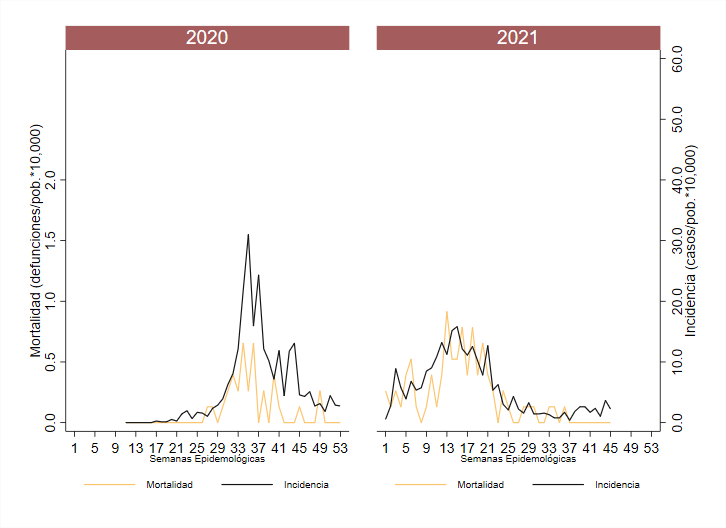 2020 2021
Mortalidad (defunciones/pob.*10,000)
0.0 0.5 1.0 1.5 2.0
Incidencia (casos/pob.*10,000)
0.0 10.0 20.0 30.0 40.0 50.0 60.0
1 5 9 13 17 21 25 29 33 37 41 45 49 53 1 5 9 13 17 21 25 29 33 37 41 45 49 53
Semanas Epidemológicas Semanas Epidemológicas
Mortalidad Incidencia Mortalidad Incidencia